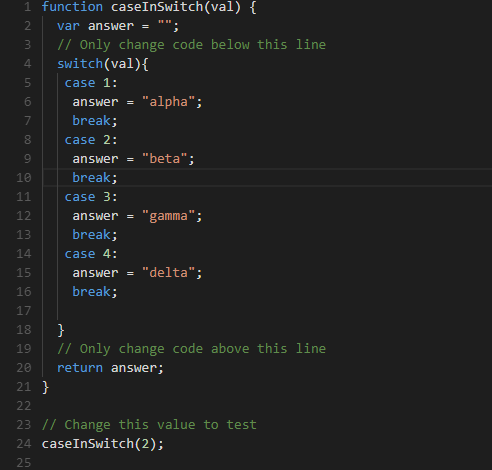 1 function caseInSwitch(val) {
2   var answer = "";
3   // Only change code below this line
4   switch(val){
5    case 1:
6     answer = "alpha";
7     break;
8    case 2:
9     answer = "beta";
10     break;
11    case 3:
12     answer = "gamma";
13     break;
14    case 4:
15     answer = "delta";
16     break;
17
18   }
19   // Only change code above this line
20   return answer;
21 }
22
23 // Change this value to test
24 caseInSwitch(2);
25